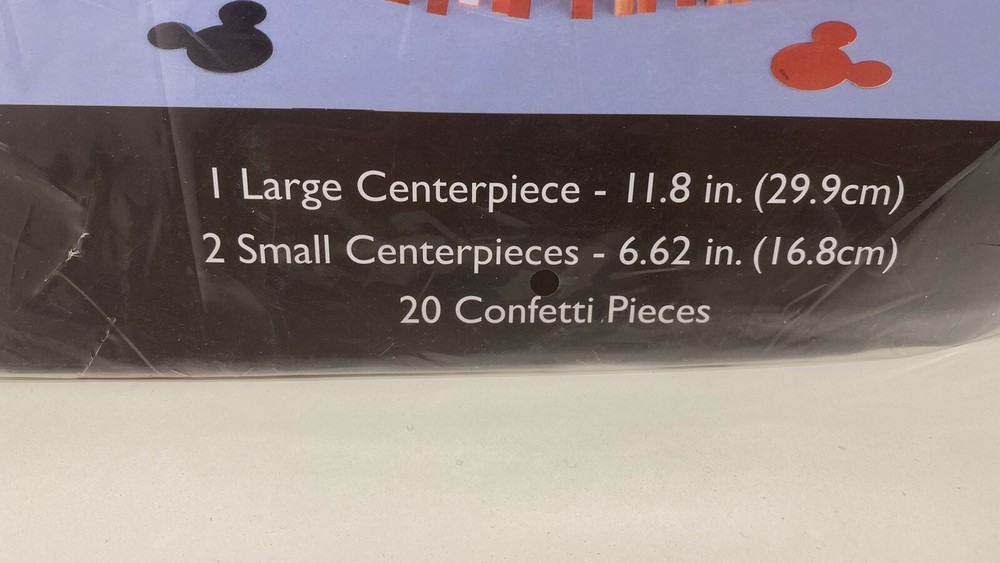 1 Large Centerpiece - 11.8 in. (29.9cm)
2 Small Centerpieces - 6.62 in. (16.8cm)
20 Confetti Pieces